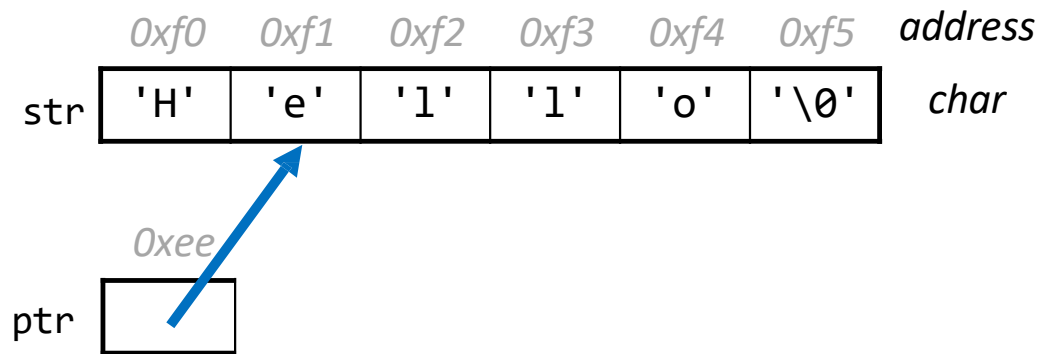 0xf0 0xf1 0xf2 0xf3 0xf4 0xf5 address
str 'H' 'e' 'l' 'l' 'o' '\0' char
0xee
ptr